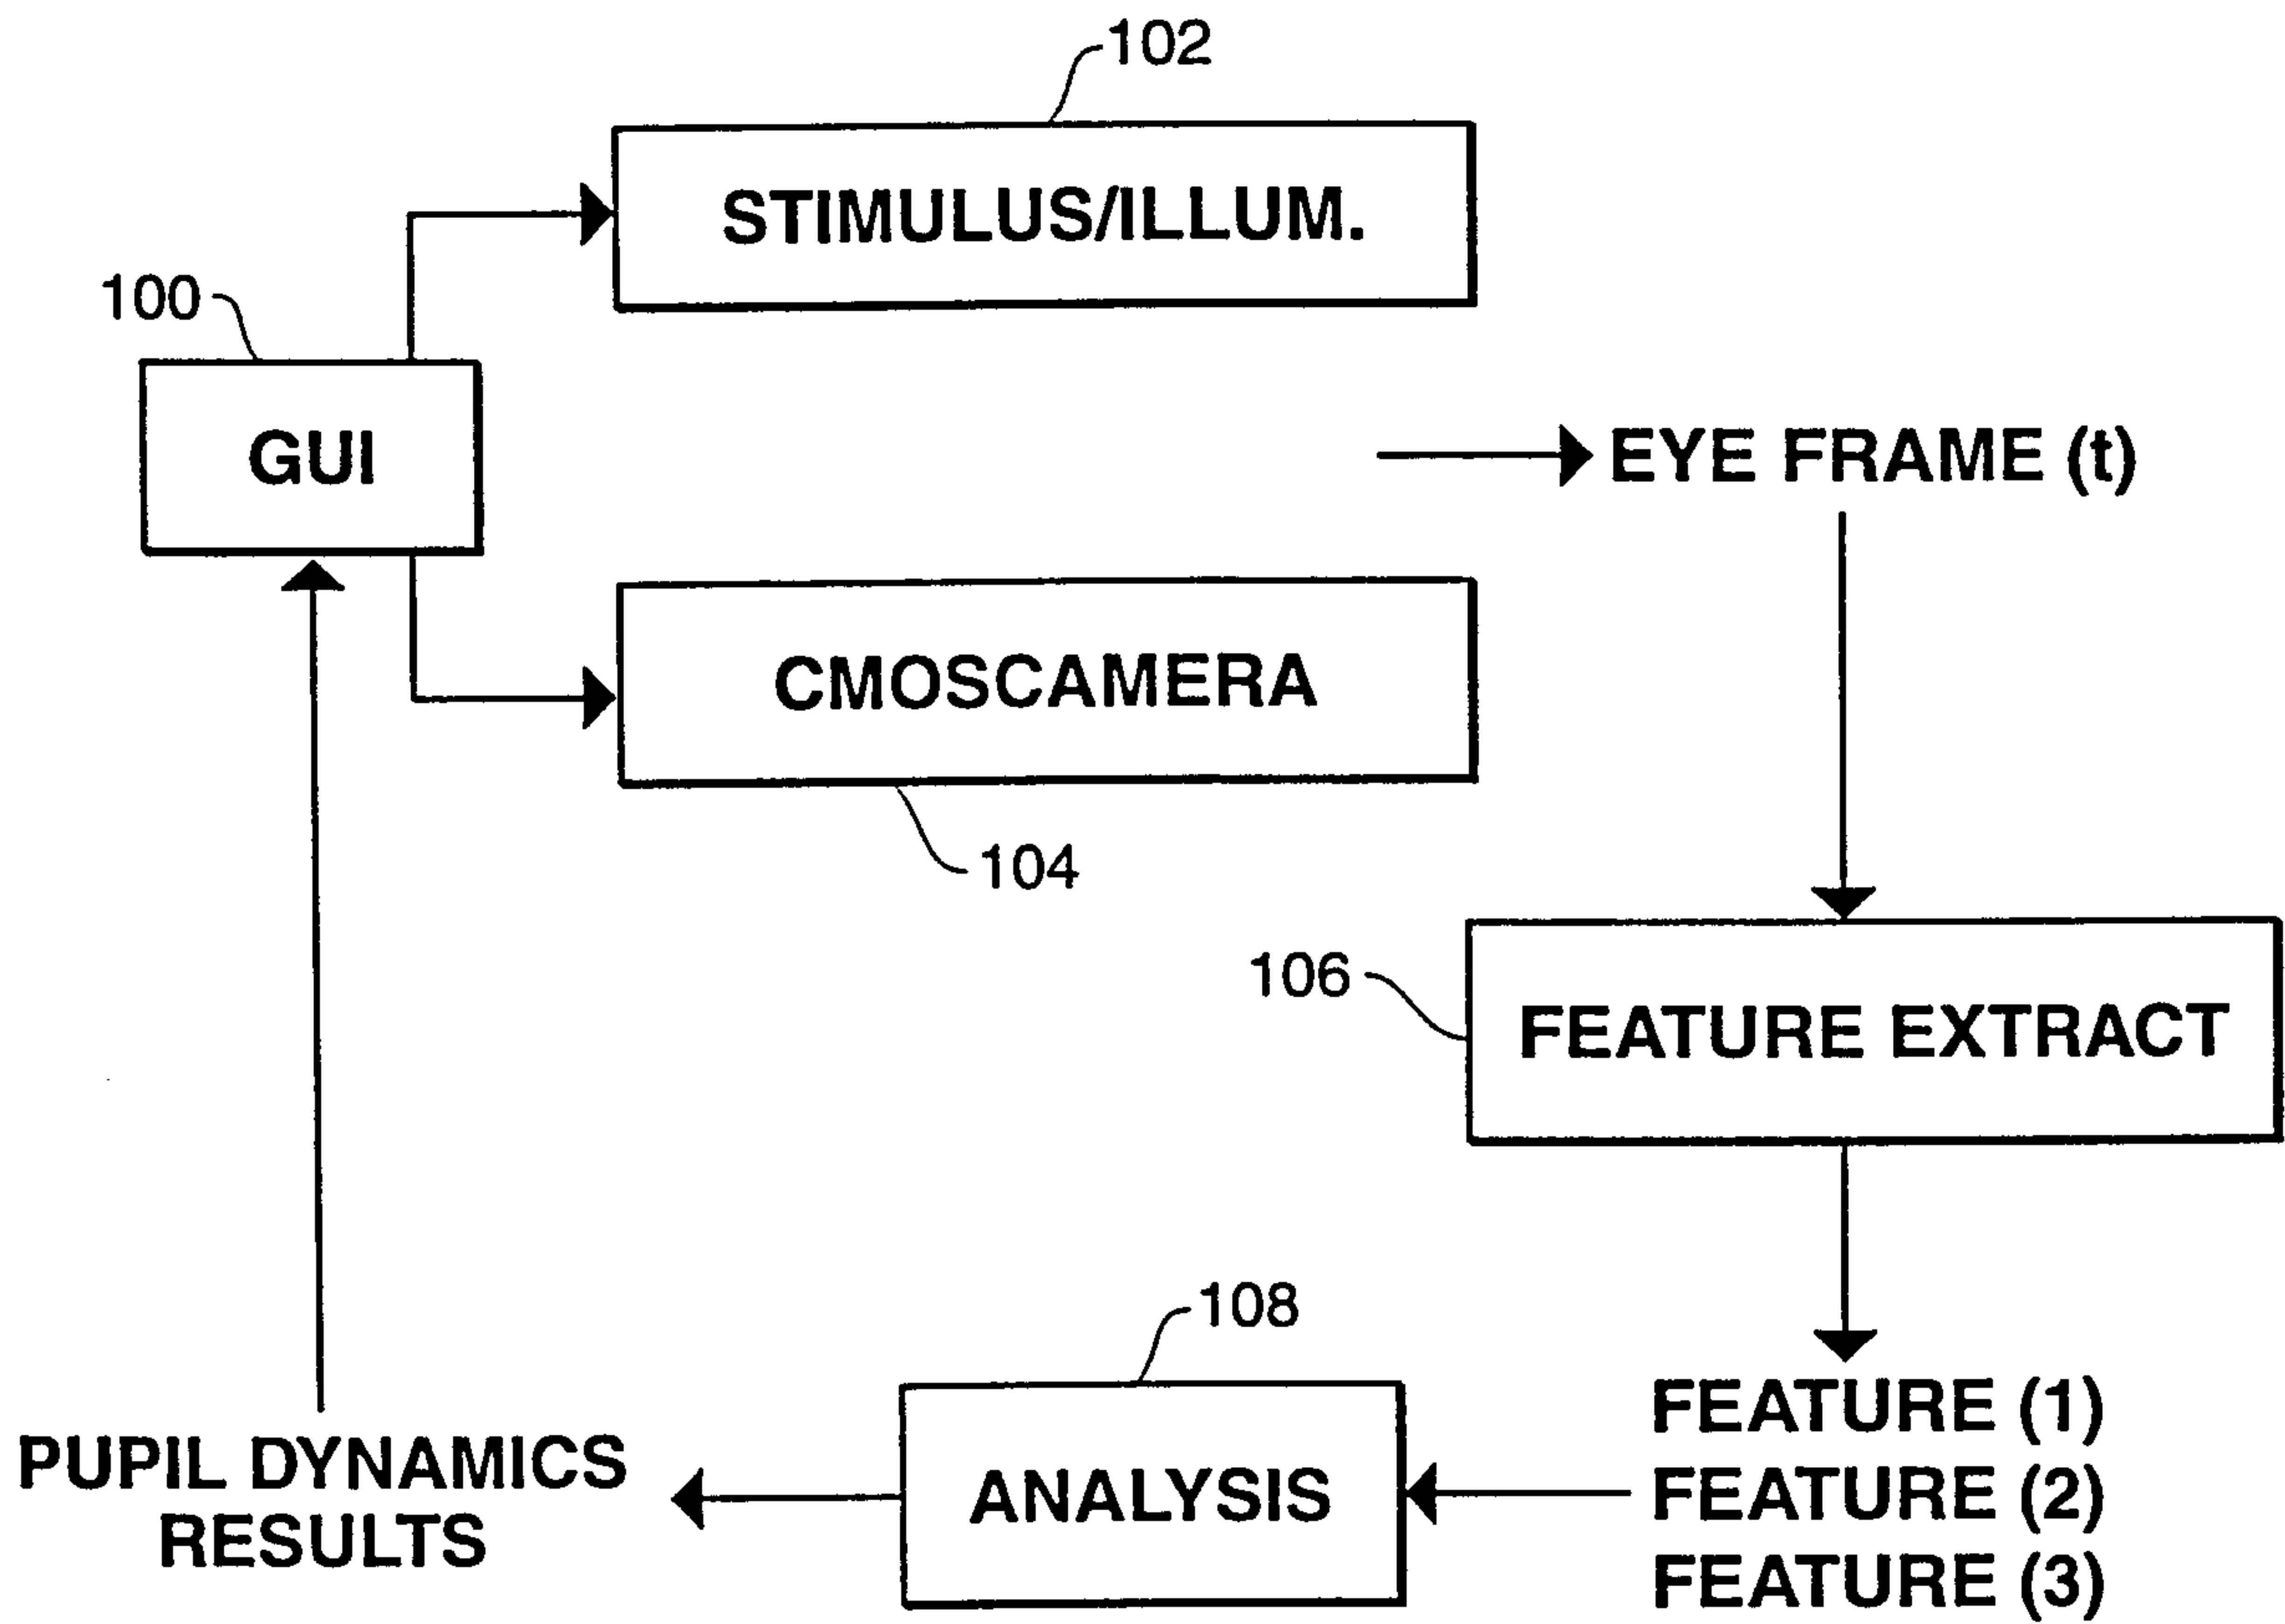 102
STIMULUS/ILLUM.
100
GUI
EYE FRAME (t)
CMOSCAMERA
104
106
FEATURE EXTRACT
108
FEATURE (1)
FEATURE (2)
FEATURE (3)
ANALYSIS
PUPIL DYNAMICS
RESULTS